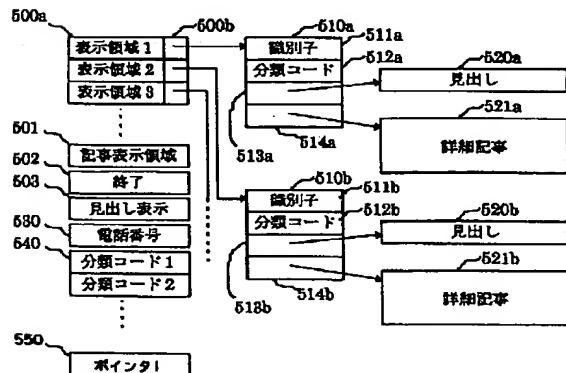 500a
500b
表示領域1
表示領域2
表示領域3
501
記事表示領域
502
終了
503
見出し表示
530
電話番号
540
分類コード1
分類コード2
550
ポインタI
510a
識別子
511a
分類コード
512a
513a
514a
520a
見出し
521a
詳細記事
510b
識別子
511b
分類コード
512b
513b
514b
520b
見出し
521b
詳細記事